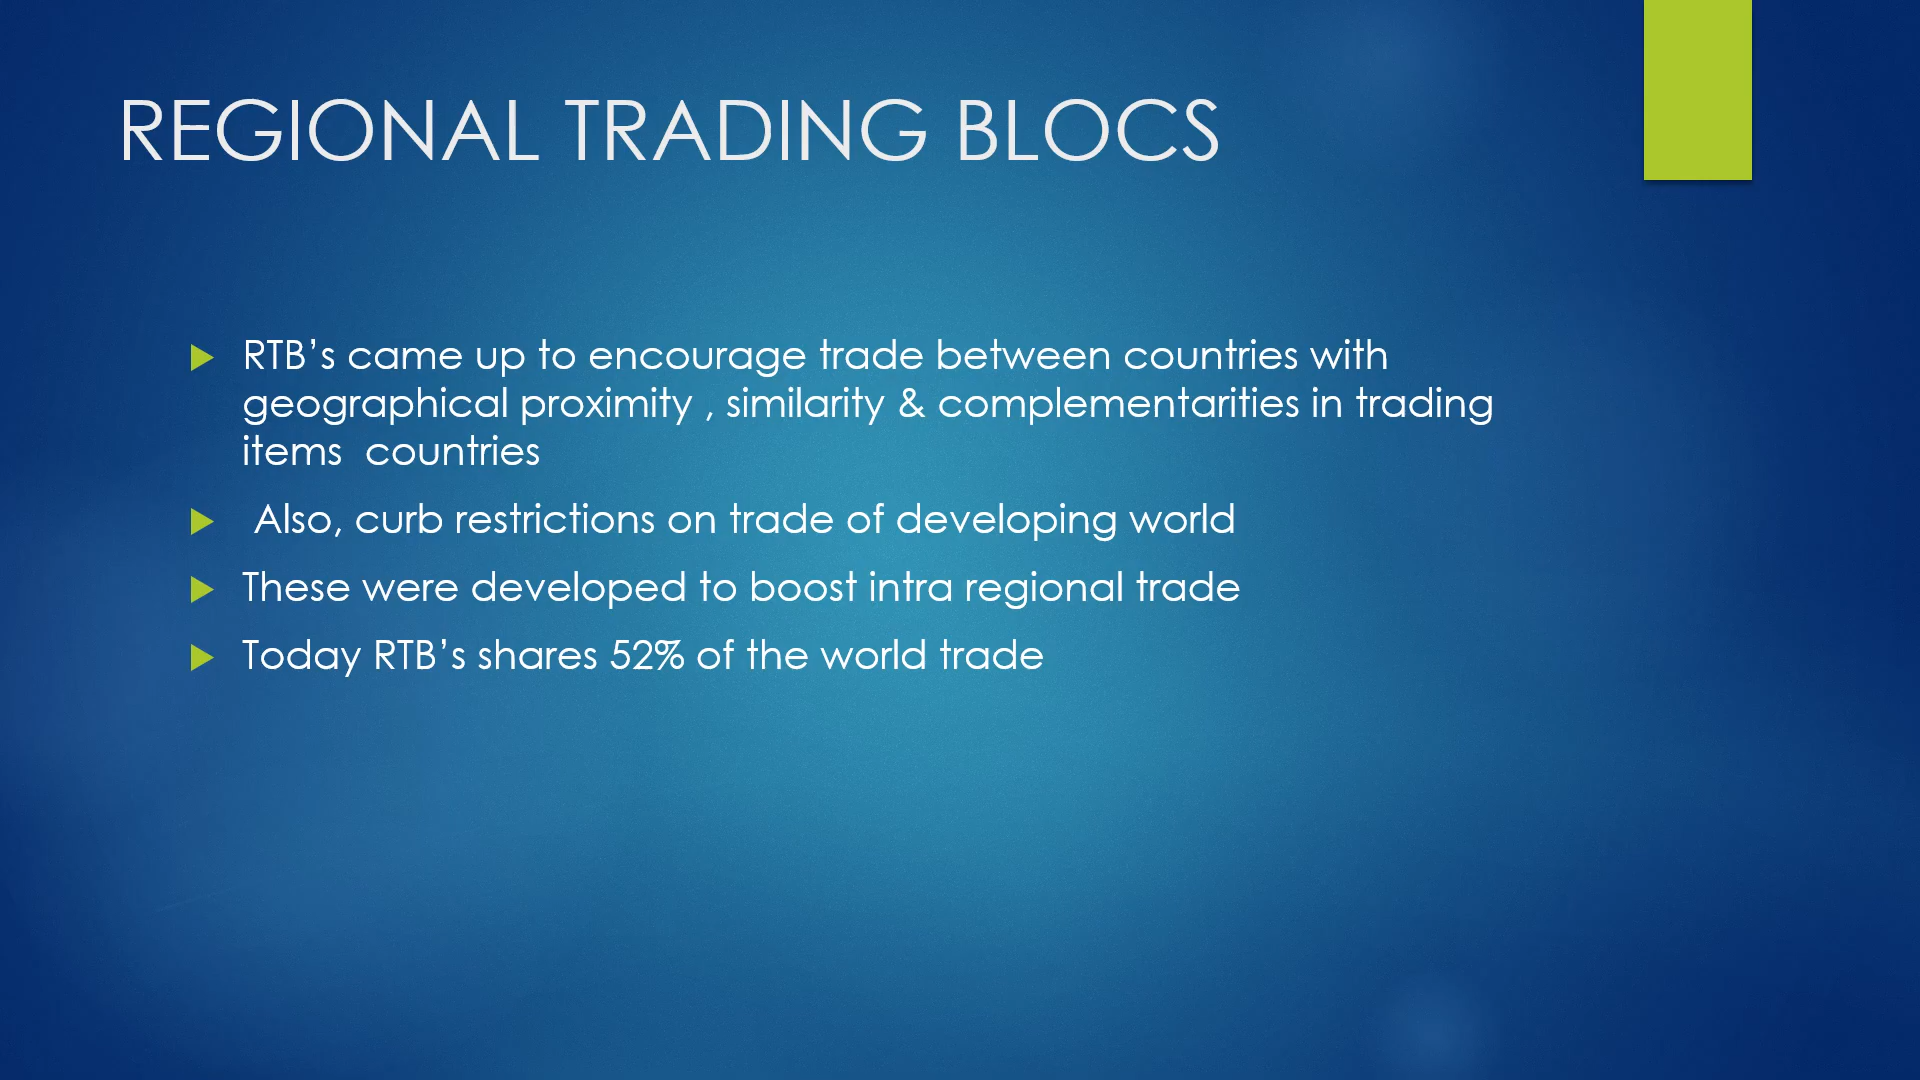 REGIONAL TRADING BLOCS
RTB’s came up to encourage trade between countries with
geographical proximity , similarity & complementarities in trading
items  countries
Also, curb restrictions on trade of developing world
These were developed to boost intra regional trade
Today RTB’s shares 52% of the world trade